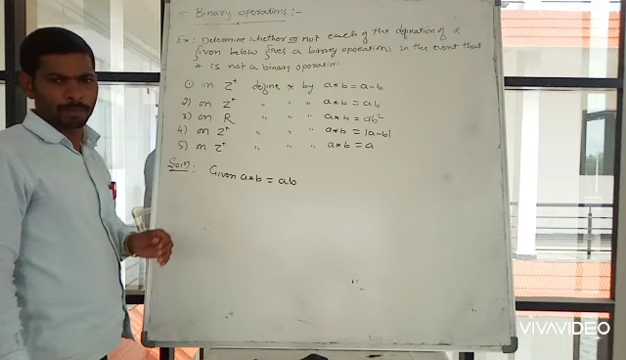 Binary operations :-
Ex: Determine whether or not each of the defination of *
given below gives a binary operation. In the event that
* is not a binary operation
1) on Z⁺ define * by a*b = a-b
2) on Z⁺ " " " a*b = ab
3) on R " " " a*b = ab²
4) on Z⁺ " " " a*b = |a-b|
5) on Z⁺ " " " a*b = a
Soln:
Given a*b = ab
VIVAVIDEO